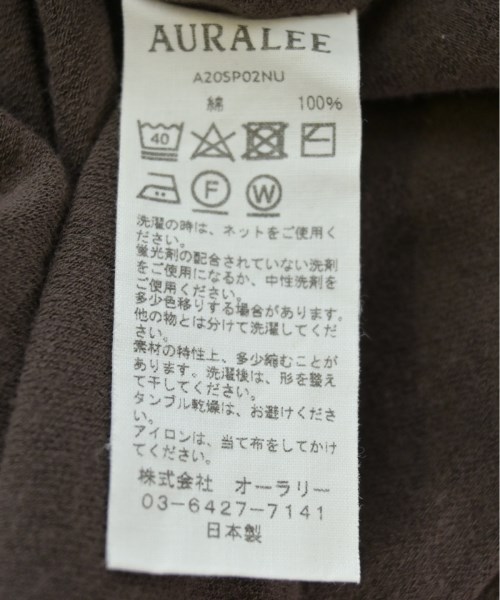 AURALEE
A20SP02NU
綿 100%
40
F W
洗濯の時は、ネットをご使用く
ださい。
蛍光剤の配合されていない洗剤
をご使用になるか、中性洗剤を
ご使用ください。
多少色移りする場合があります。
他の物とは分けて洗濯してくだ
さい。
素材の特性上、多少縮むことが
あります。洗濯後は、形を整え
て干してください。
タンブル乾燥は、お避けくださ
い。
アイロンは、当て布をしてかけ
てください。
株式会社 オーラリー
03-6427-7141
日本製